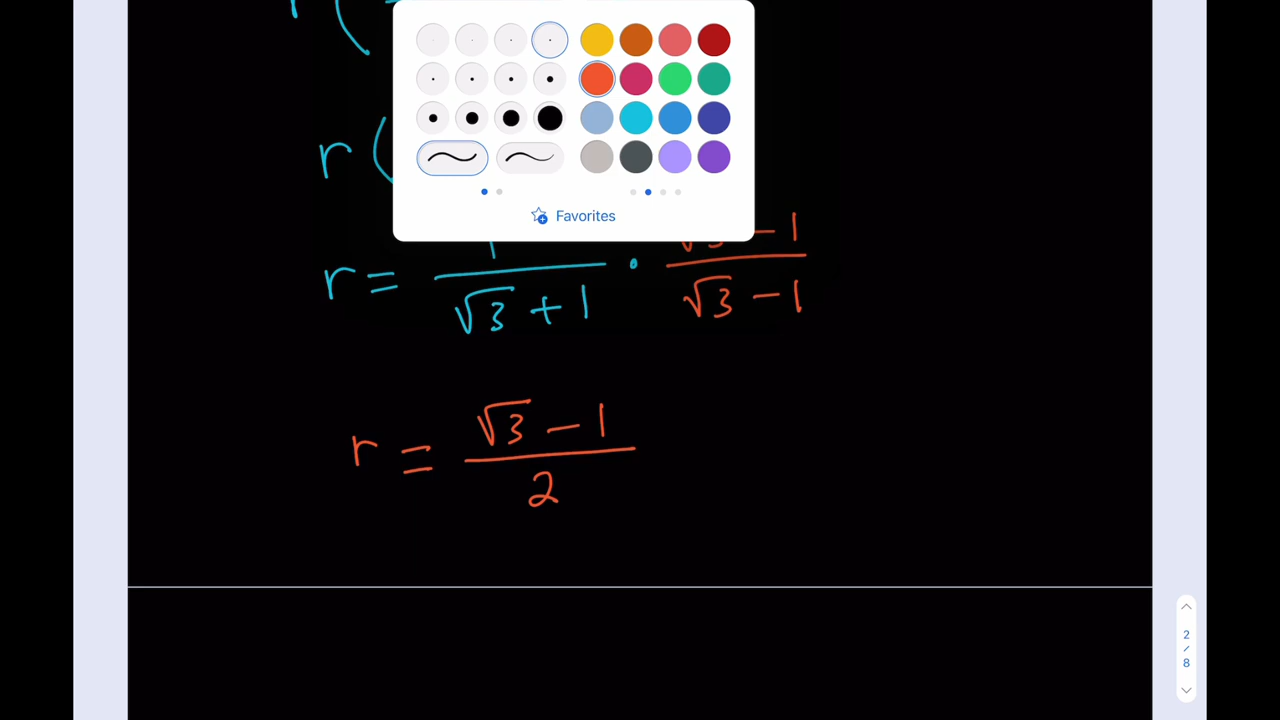 r (
Favorites
r = 1/(√3 + 1) · (√3 − 1)/(√3 − 1)
r = (√3 − 1)/2
2 / 8